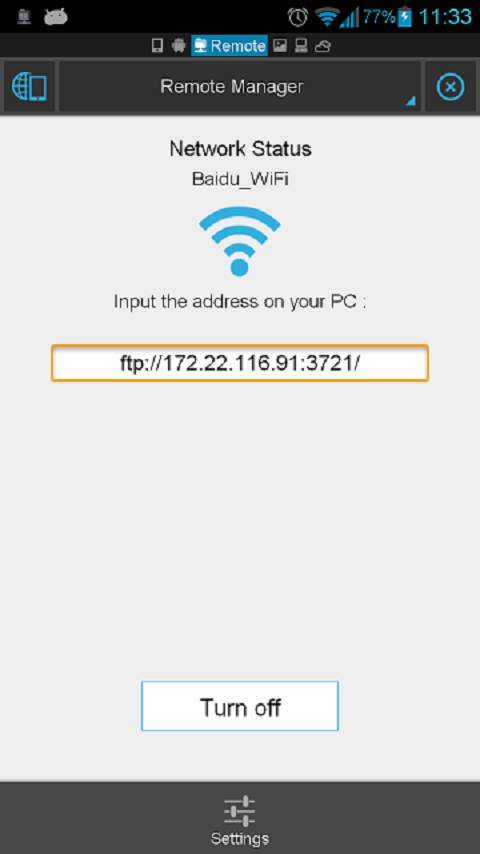 77% 11:33
Remote
Remote Manager
Network Status
Baidu_WiFi
Input the address on your PC :
ftp://172.22.116.91:3721/
Turn off
Settings